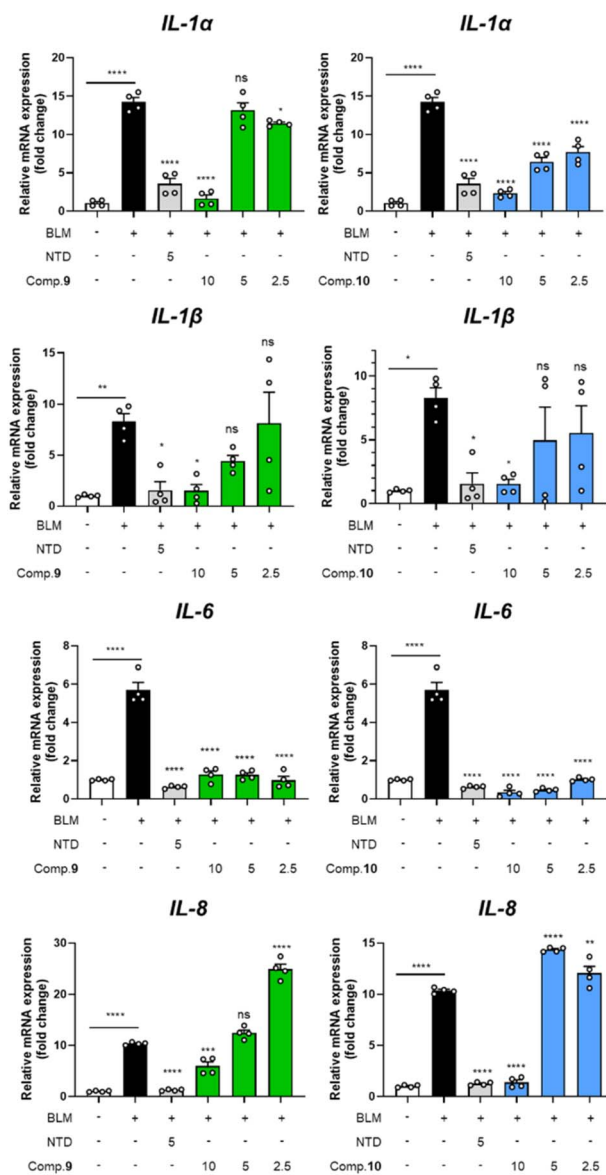 IL-1α
Relative mRNA expression
(fold change)
20
15
10
5
0
****
****
****
ns
*
BLM - + + + + +
NTD - - 5 - - -
Comp.9 - - - 10 5 2.5
IL-1α
Relative mRNA expression
(fold change)
20
15
10
5
0
****
****
****
****
****
BLM - + + + + +
NTD - - 5 - - -
Comp.10 - - - 10 5 2.5
IL-1β
Relative mRNA expression
(fold change)
15
10
5
0
**
*
*
ns
ns
BLM - + + + + +
NTD - - 5 - - -
Comp.9 - - - 10 5 2.5
IL-1β
Relative mRNA expression
(fold change)
10
8
6
4
2
0
*
*
*
ns
ns
BLM - + + + + +
NTD - - 5 - - -
Comp.10 - - - 10 5 2.5
IL-6
Relative mRNA expression
(fold change)
8
6
4
2
0
****
****
****
****
****
BLM - + + + + +
NTD - - 5 - - -
Comp.9 - - - 10 5 2.5
IL-6
Relative mRNA expression
(fold change)
8
6
4
2
0
****
****
****
****
****
BLM - + + + + +
NTD - - 5 - - -
Comp.10 - - - 10 5 2.5
IL-8
Relative mRNA expression
(fold change)
30
20
10
0
****
****
***
ns
****
BLM - + + + + +
NTD - - 5 - - -
Comp.9 - - - 10 5 2.5
IL-8
Relative mRNA expression
(fold change)
15
10
5
0
****
****
****
****
**
BLM - + + + + +
NTD - - 5 - - -
Comp.10 - - - 10 5 2.5